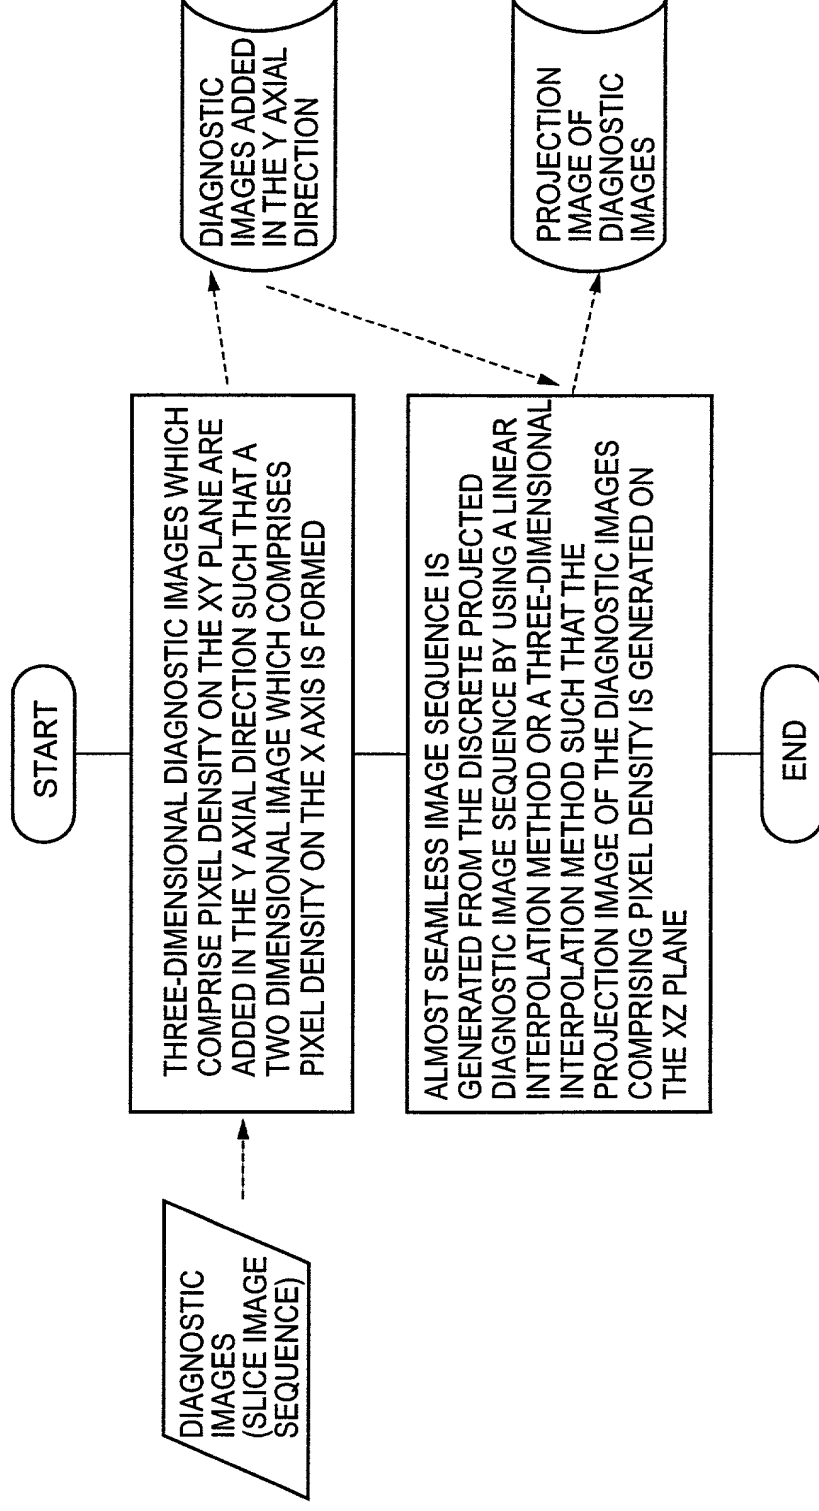 START
DIAGNOSTIC
IMAGES
(SLICE IMAGE
SEQUENCE)
THREE-DIMENSIONAL DIAGNOSTIC IMAGES WHICH
COMPRISE PIXEL DENSITY ON THE XY PLANE ARE
ADDED IN THE Y AXIAL DIRECTION SUCH THAT A
TWO DIMENSIONAL IMAGE WHICH COMPRISES
PIXEL DENSITY ON THE X AXIS IS FORMED
DIAGNOSTIC
IMAGES ADDED
IN THE Y AXIAL
DIRECTION
ALMOST SEAMLESS IMAGE SEQUENCE IS
GENERATED FROM THE DISCRETE PROJECTED
DIAGNOSTIC IMAGE SEQUENCE BY USING A LINEAR
INTERPOLATION METHOD OR A THREE-DIMENSIONAL
INTERPOLATION METHOD SUCH THAT THE
PROJECTION IMAGE OF THE DIAGNOSTIC IMAGES
COMPRISING PIXEL DENSITY IS GENERATED ON
THE XZ PLANE
PROJECTION
IMAGE OF
DIAGNOSTIC
IMAGES
END